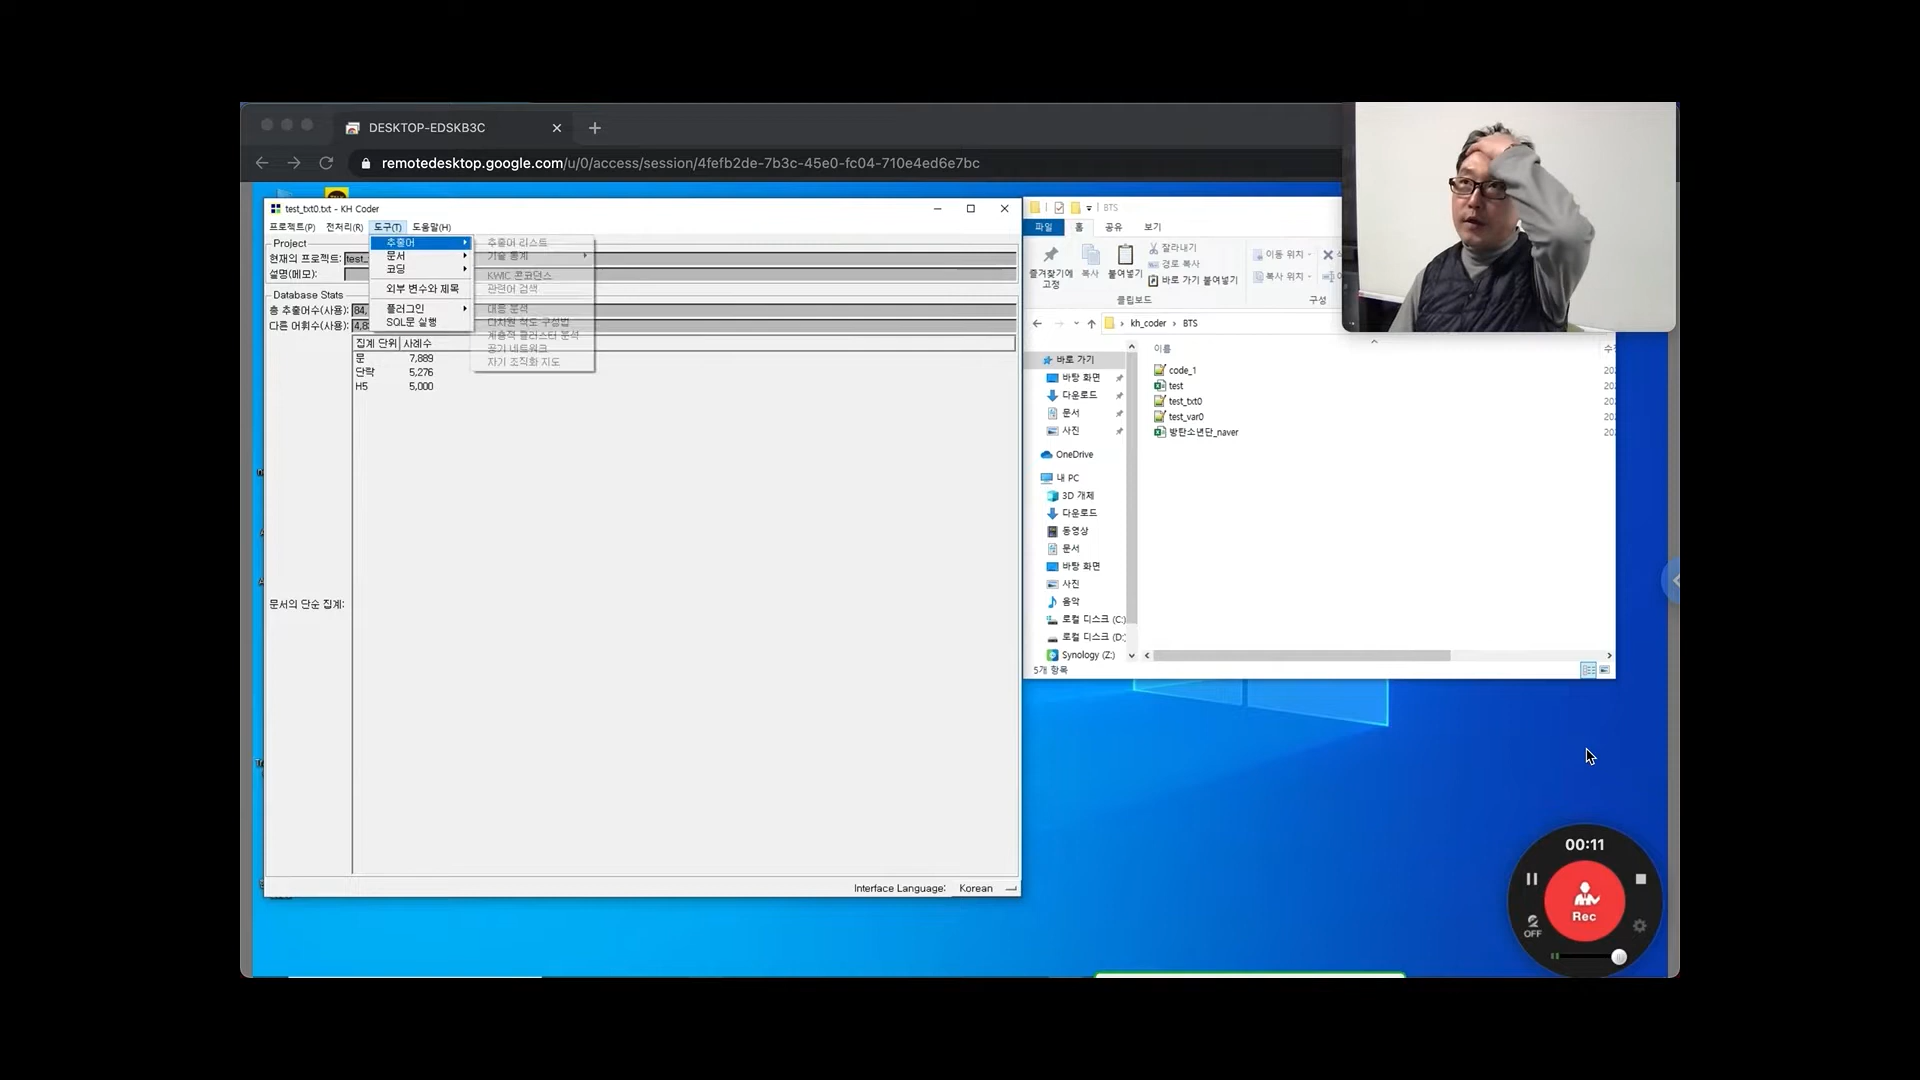 DESKTOP-EDSKB3C
remotedesktop.google.com/u/0/access/session/4fefb2de-7b3c-45e0-fc04-710e4ed6e7bc
test_txt0.txt - KH Coder
프로젝트(P) 전처리(R) 도구(T) 도움말(H)
Project
현재의 프로젝트: test_
설명(메모):
Database Stats
총 추출어수(사용): 84,
다른 어휘수(사용): 4,8
추출어
문서
코딩
외부 변수와 제목
플러그인
SQL문 실행
추출어 리스트
기술 통계
KWIC 콘코던스
관련어 검색
대응 분석
다차원 척도 구성법
계층적 클러스터 분석
공기 네트워크
자기 조직화 지도
집계 단위 사례수
문 7,889
단락 5,276
H5 5,000
문서의 단순 집계:
Interface Language: Korean
BTS
파일 홈 공유 보기
즐겨찾기에 고정
복사
붙여넣기
잘라내기
경로 복사
바로 가기 붙여넣기
클립보드
이동 위치
복사 위치
구성
kh_coder BTS
바로 가기
바탕 화면
다운로드
문서
사진
OneDrive
내 PC
3D 개체
다운로드
동영상
문서
바탕 화면
사진
음악
로컬 디스크 (C:)
로컬 디스크 (D:)
Synology (Z:)
5개 항목
이름
code_1
test
test_txt0
test_var0
방탄소년단_naver
00:11
Rec
OFF